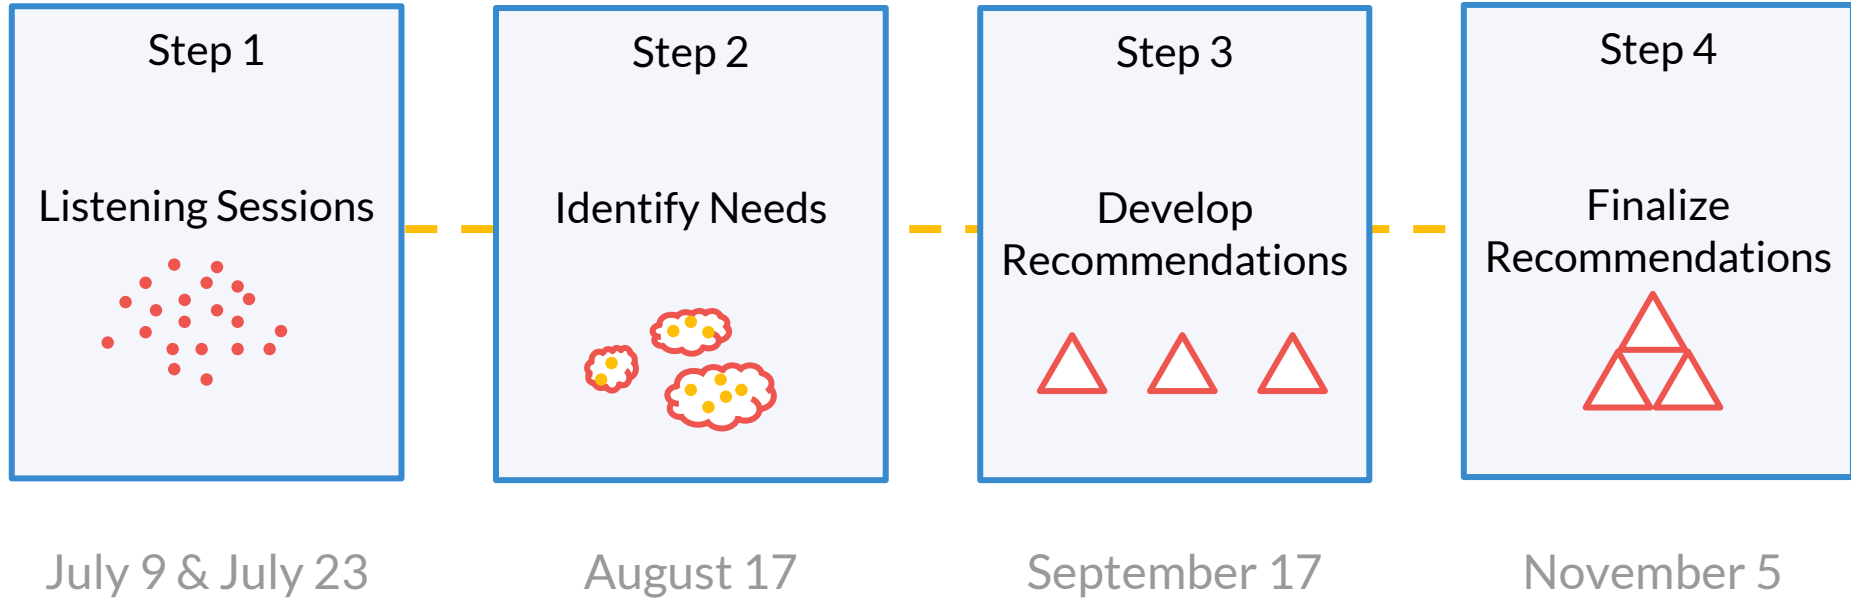 Step 1
Listening Sessions
July 9 & July 23
Step 2
Identify Needs
August 17
Step 3
Develop
Recommendations
September 17
Step 4
Finalize
Recommendations
November 5